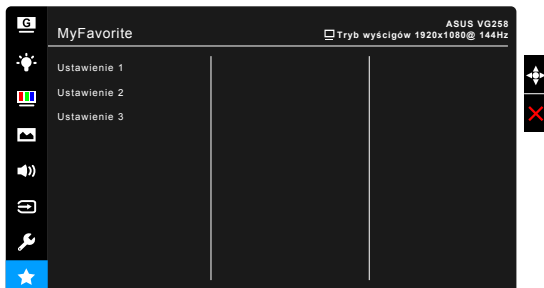 G
MyFavorite
ASUS VG258
Tryb wyścigów 1920x1080@ 144Hz
Ustawienie 1
Ustawienie 2
Ustawienie 3